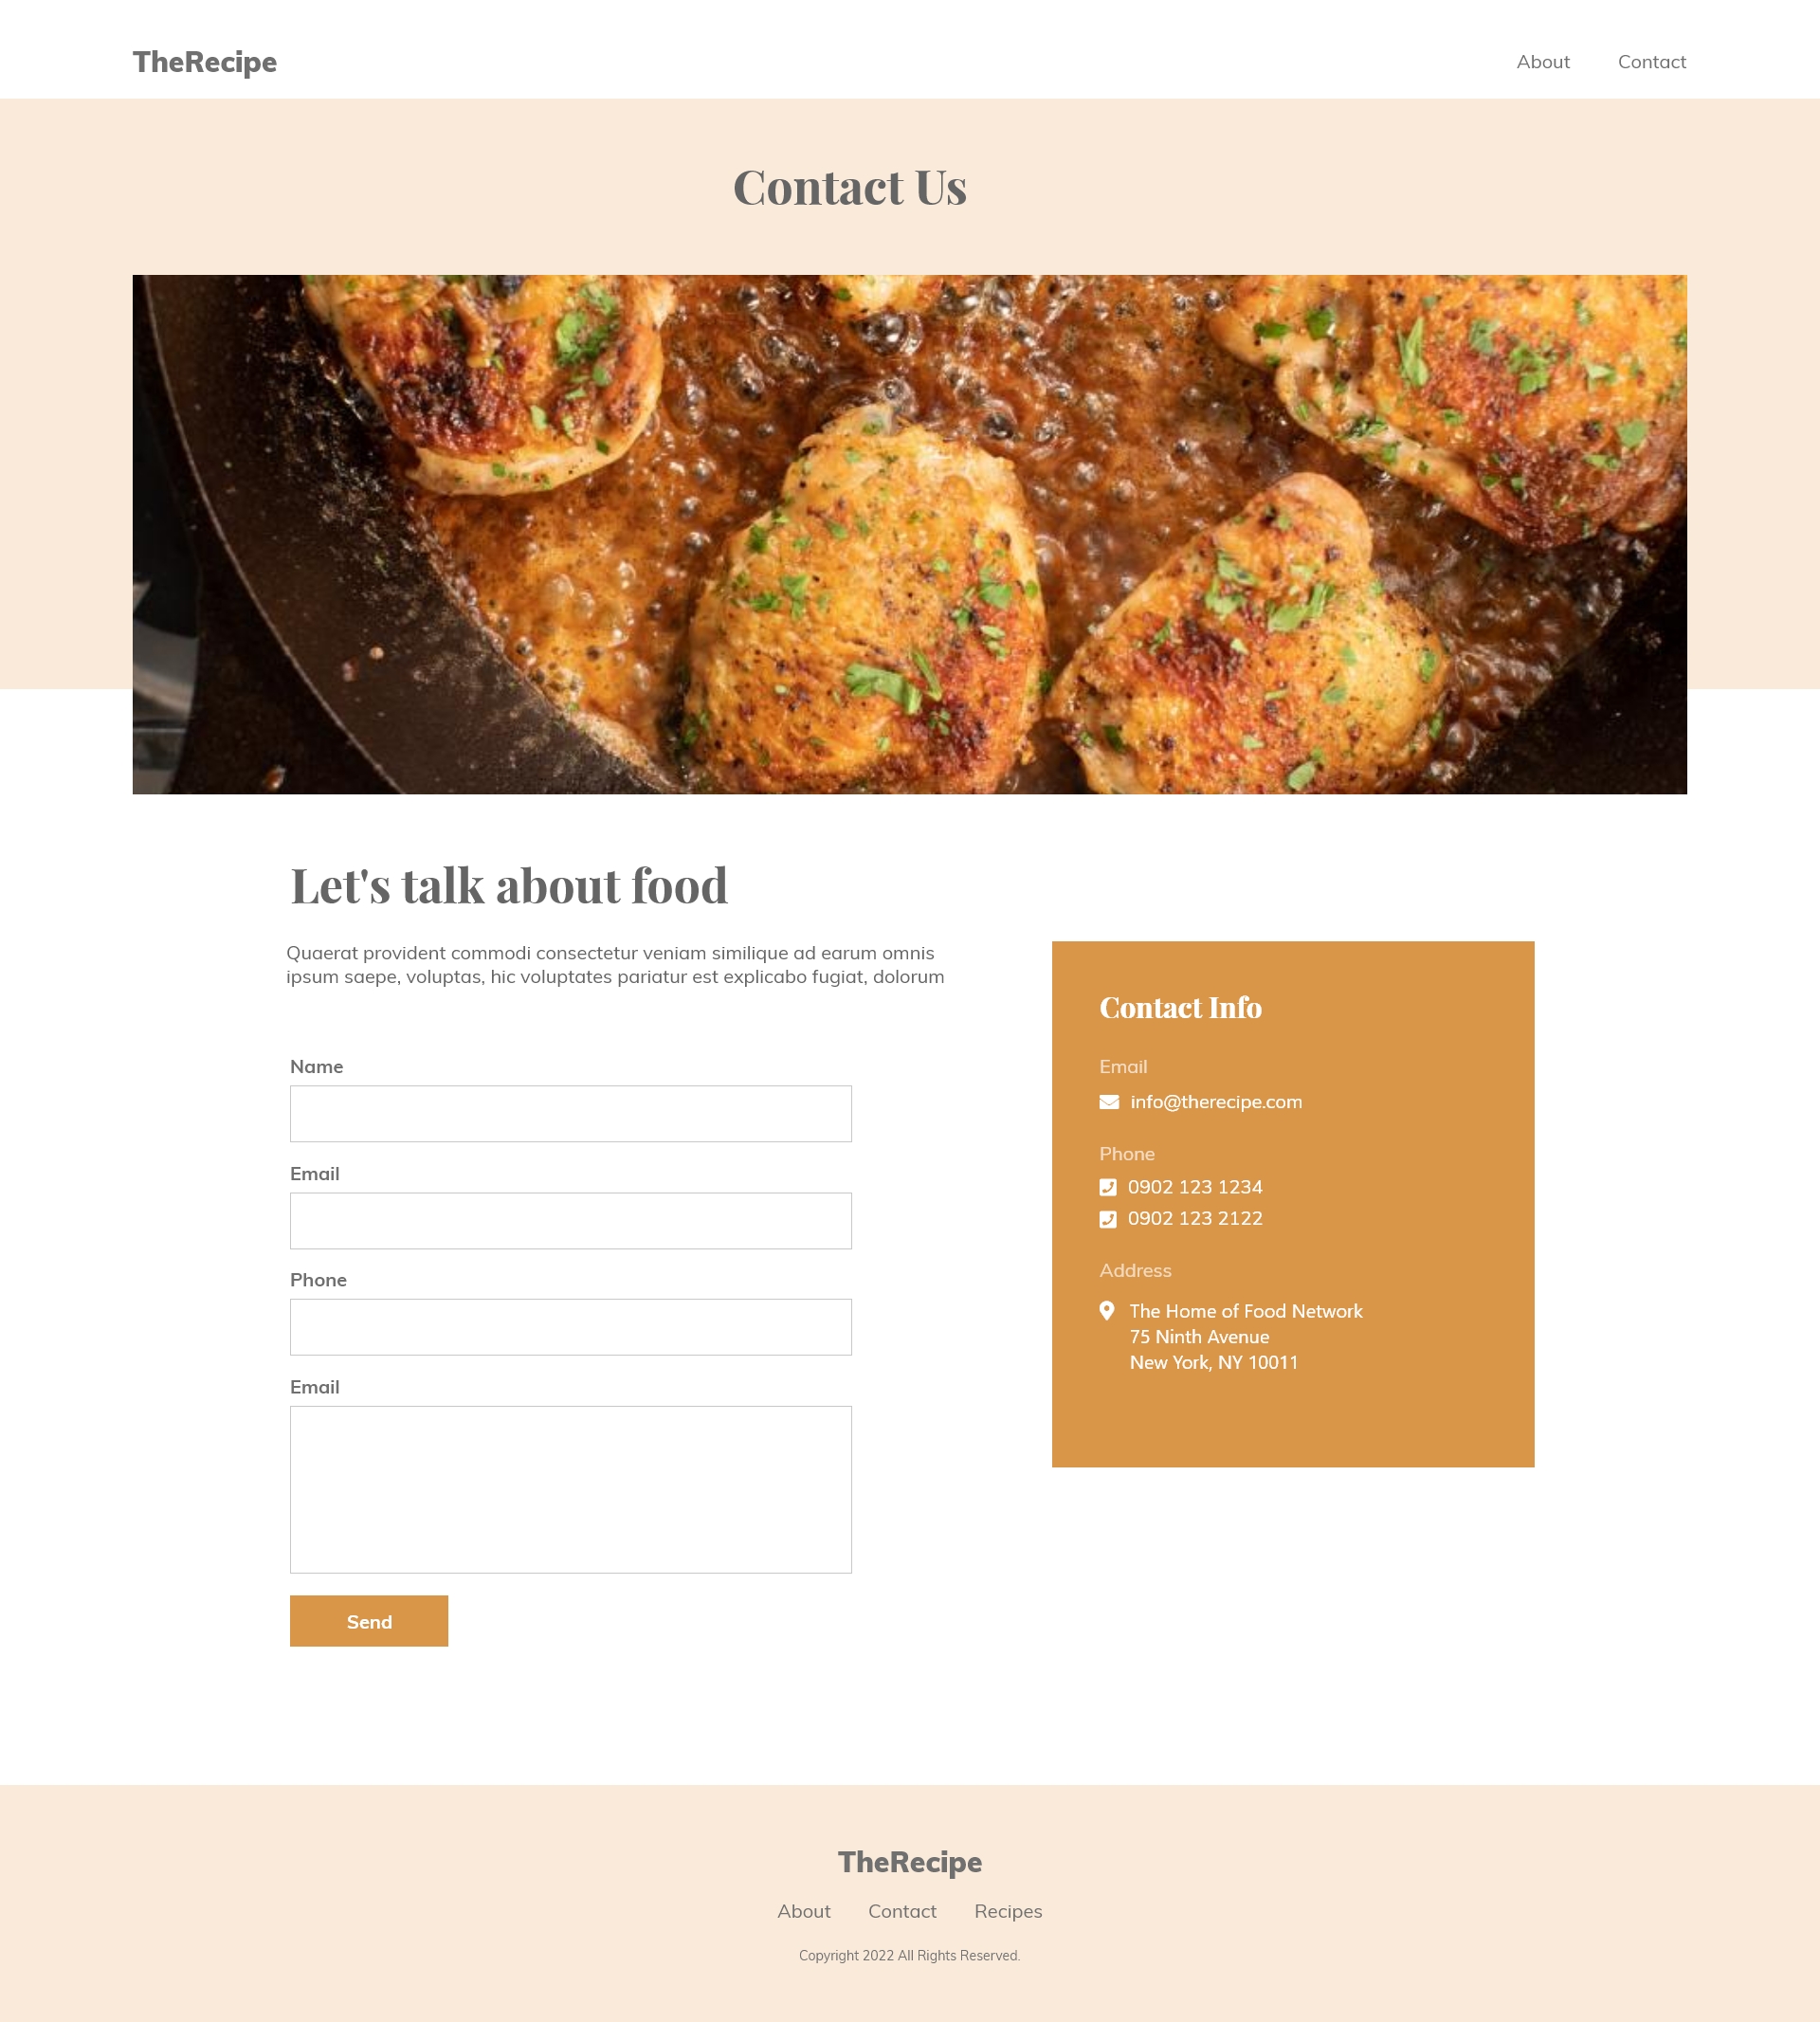 TheRecipe
About Contact
Contact Us
Let's talk about food
Quaerat provident commodi consectetur veniam similique ad earum omnis
ipsum saepe, voluptas, hic voluptates pariatur est explicabo fugiat, dolorum
Name
Email
Phone
Email
Send
Contact Info
Email
info@therecipe.com
Phone
0902 123 1234
0902 123 2122
Address
The Home of Food Network
75 Ninth Avenue
New York, NY 10011
TheRecipe
About Contact Recipes
Copyright 2022 All Rights Reserved.